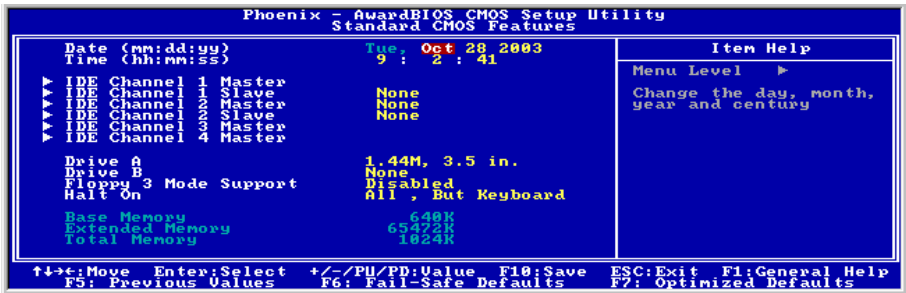 Phoenix - AwardBIOS CMOS Setup Utility
Standard CMOS Features
Date (mm:dd:yy) Tue, Oct 28 2003
Time (hh:mm:ss) 9 : 2 : 41
IDE Channel 1 Master
IDE Channel 1 Slave None
IDE Channel 2 Master None
IDE Channel 2 Slave None
IDE Channel 3 Master
IDE Channel 4 Master
Drive A 1.44M, 3.5 in.
Drive B None
Floppy 3 Mode Support Disabled
Halt On All , But Keyboard
Base Memory 640K
Extended Memory 65472K
Total Memory 1024K
Item Help
Menu Level ►
Change the day, month,
year and century
↑↓→←:Move Enter:Select +/-/PU/PD:Value F10:Save ESC:Exit F1:General Help
F5: Previous Values F6: Fail-Safe Defaults F7: Optimized Defaults